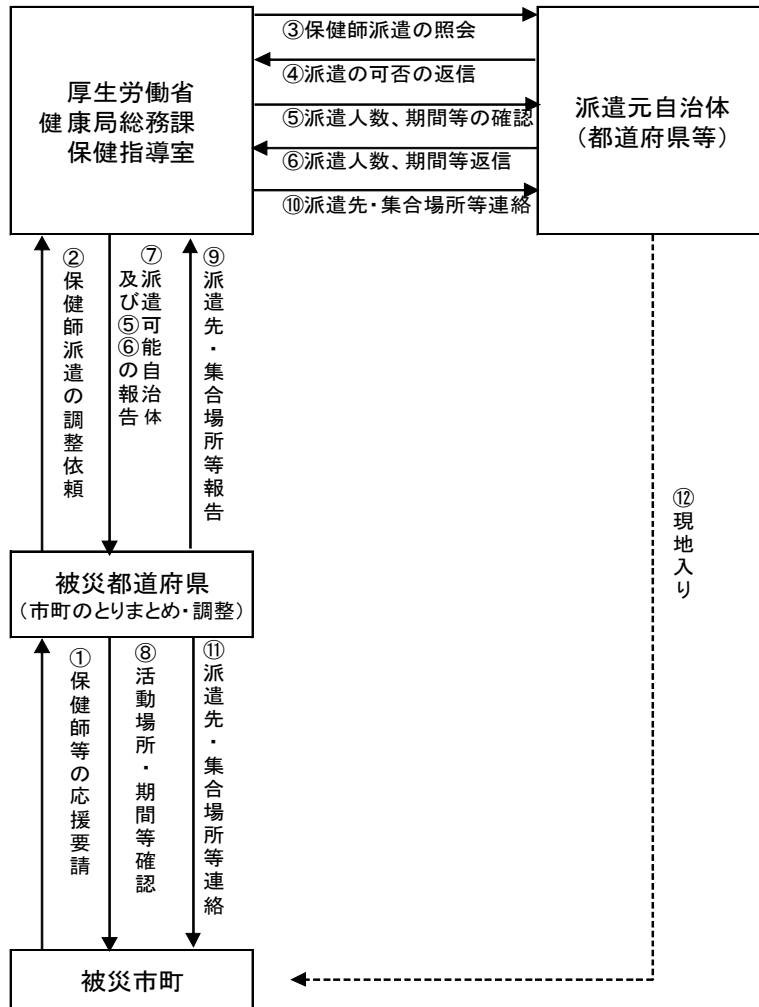 厚生労働省
健康局総務課
保健指導室
③保健師派遣の照会
④派遣の可否の返信
⑤派遣人数、期間等の確認
⑥派遣人数、期間等返信
⑩派遣先・集合場所等連絡
派遣元自治体
（都道府県等）
②保健師派遣の調整依頼
⑦派遣可能自治体
及び⑤⑥の報告
⑨派遣先・集合場所等報告
⑫現地入り
被災都道府県
（市町のとりまとめ・調整）
①保健師等の応援要請
⑧活動場所・期間等確認
⑪派遣先・集合場所等連絡
被災市町